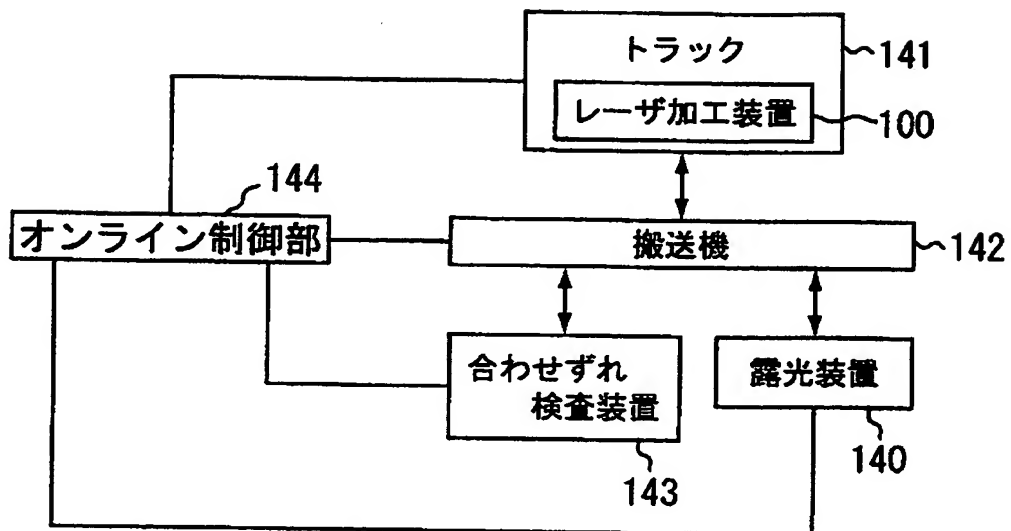 トラック
141
レーザ加工装置
100
144
オンライン制御部
搬送機
142
合わせずれ
検査装置
143
露光装置
140